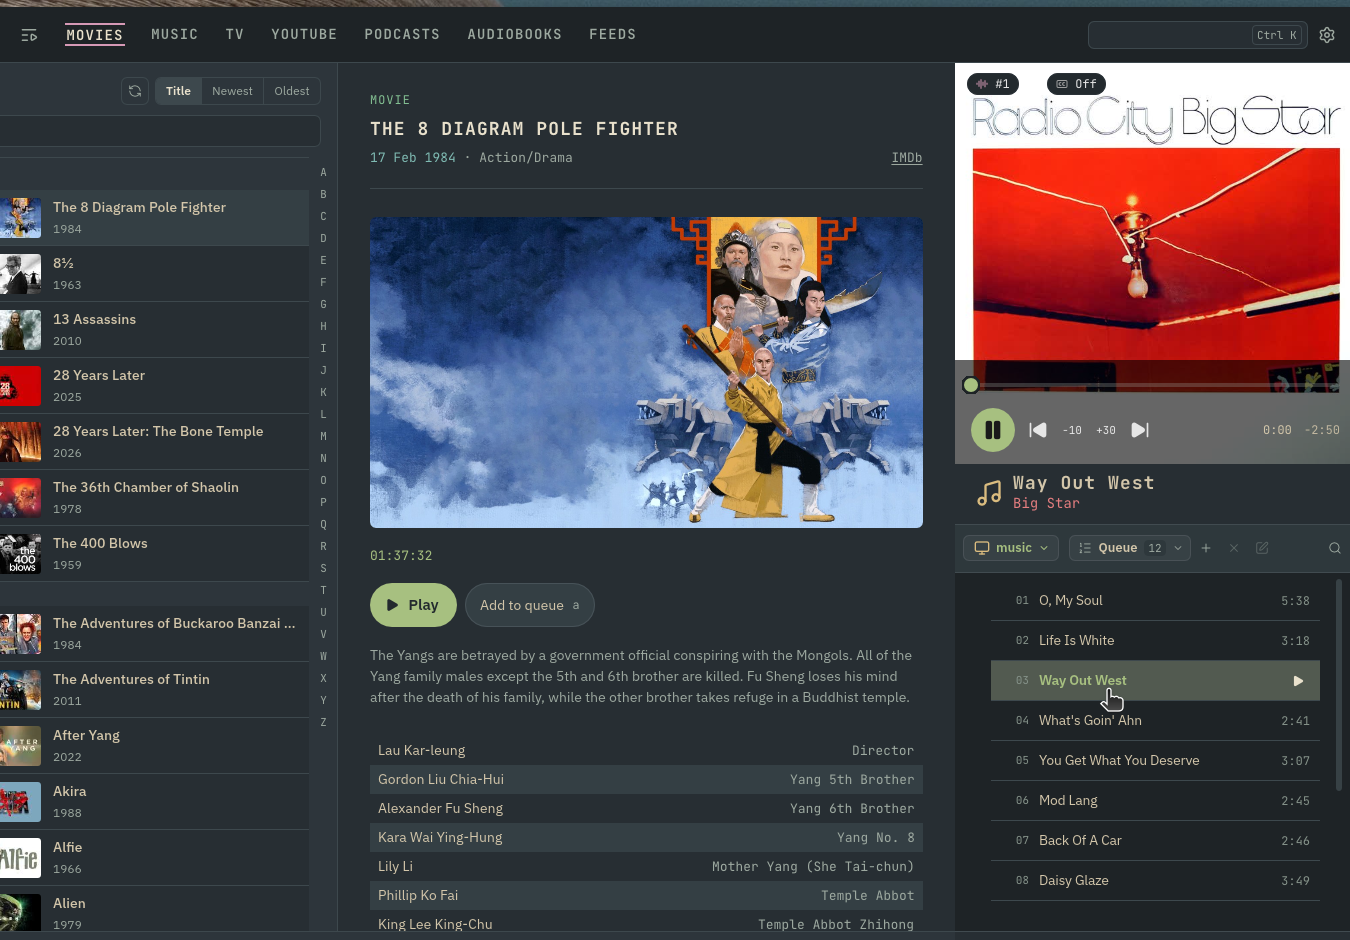 MOVIES MUSIC TV YOUTUBE PODCASTS AUDIOBOOKS FEEDS
Ctrl K
Title Newest Oldest
The 8 Diagram Pole Fighter
1984
8½
1963
13 Assassins
2010
28 Years Later
2025
28 Years Later: The Bone Temple
2026
The 36th Chamber of Shaolin
1978
The 400 Blows
1959
the
400
blows
The Adventures of Buckaroo Banzai ...
1984
The Adventures of Tintin
2011
After Yang
2022
AFTER
YANG
Akira
1988
Alfie
1966
Alfie
Alien
1979
A
B
C
D
E
F
G
H
I
J
K
L
M
N
O
P
Q
R
S
T
U
V
W
X
Y
Z
MOVIE
THE 8 DIAGRAM POLE FIGHTER
17 Feb 1984 · Action/Drama
IMDb
01:37:32
Play
Add to queue a
The Yangs are betrayed by a government official conspiring with the Mongols. All of the
Yang family males except the 5th and 6th brother are killed. Fu Sheng loses his mind
after the death of his family, while the other brother takes refuge in a Buddhist temple.
Lau Kar-leung Director
Gordon Liu Chia-Hui Yang 5th Brother
Alexander Fu Sheng Yang 6th Brother
Kara Wai Ying-Hung Yang No. 8
Lily Li Mother Yang (She Tai-chun)
Phillip Ko Fai Temple Abbot
King Lee King-Chu Temple Abbot Zhihong
#1
CC Off
Radio City Big Star
-10 +30
0:00 -2:50
Way Out West
Big Star
music
Queue 12
01 O, My Soul 5:38
02 Life Is White 3:18
03 Way Out West
04 What's Goin' Ahn 2:41
05 You Get What You Deserve 3:07
06 Mod Lang 2:45
07 Back Of A Car 2:46
08 Daisy Glaze 3:49